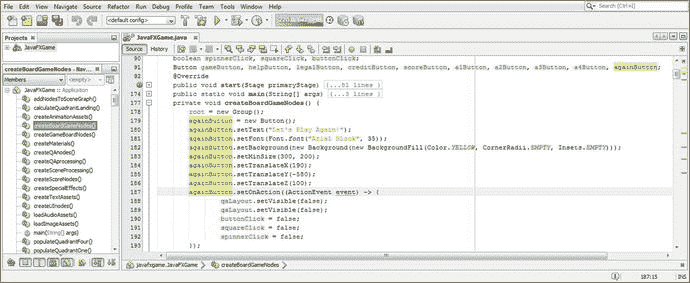 File Edit View Navigate Source Refactor Run Debug Profile Team Tools Window Help
Search (Ctrl+I)
<default config>
Projects
JavaFXGame
createBoardGameNodes - Nav...
Members
<empty>
JavaFXGame :: Application
addNodesToSceneGraph()
calculateQuadrantLanding()
createAnimationAssets()
createBoardGameNodes()
createGameBoardNodes()
createMaterials()
createQAnodes()
createQAprocessing()
createSceneProcessing()
createScoreNodes()
createSpecialEffects()
createTextAssets()
createUInodes()
loadAudioAssets()
loadImageAssets()
main(String[] args)
populateQuadrantFour()
populateQuadrantOne()
JavaFXGame.java
Source History
90 boolean spinnerClick, squareClick, buttonClick;
91 Button gameButton, helpButton, legalButton, creditButton, scoreButton, a1Button, a2Button, a3Button, a4Button, againButton;
92 @Override
public void start(Stage primaryStage) {...81 lines }
174 public static void main(String[] args) {...3 lines }
177 private void createBoardGameNodes() {
178 root = new Group();
179 againButton = new Button();
180 againButton.setText("Let's Play Again!");
181 againButton.setFont(Font.font("Arial Black", 35));
182 againButton.setBackground(new Background(new BackgroundFill(Color.YELLOW, CornerRadii.EMPTY, Insets.EMPTY)));
183 againButton.setMinSize(300, 200);
184 againButton.setTranslateX(190);
185 againButton.setTranslateY(-580);
186 againButton.setTranslateZ(100);
187 againButton.setOnAction((ActionEvent event) -> {
188 qaLayout.setVisible(false);
189 qaLayout.setVisible(false);
190 buttonClick = false;
191 squareClick = false;
192 spinnerClick = false;
193 });
javafxgame.JavaFXGame createBoardGameNodes
187:15 INS